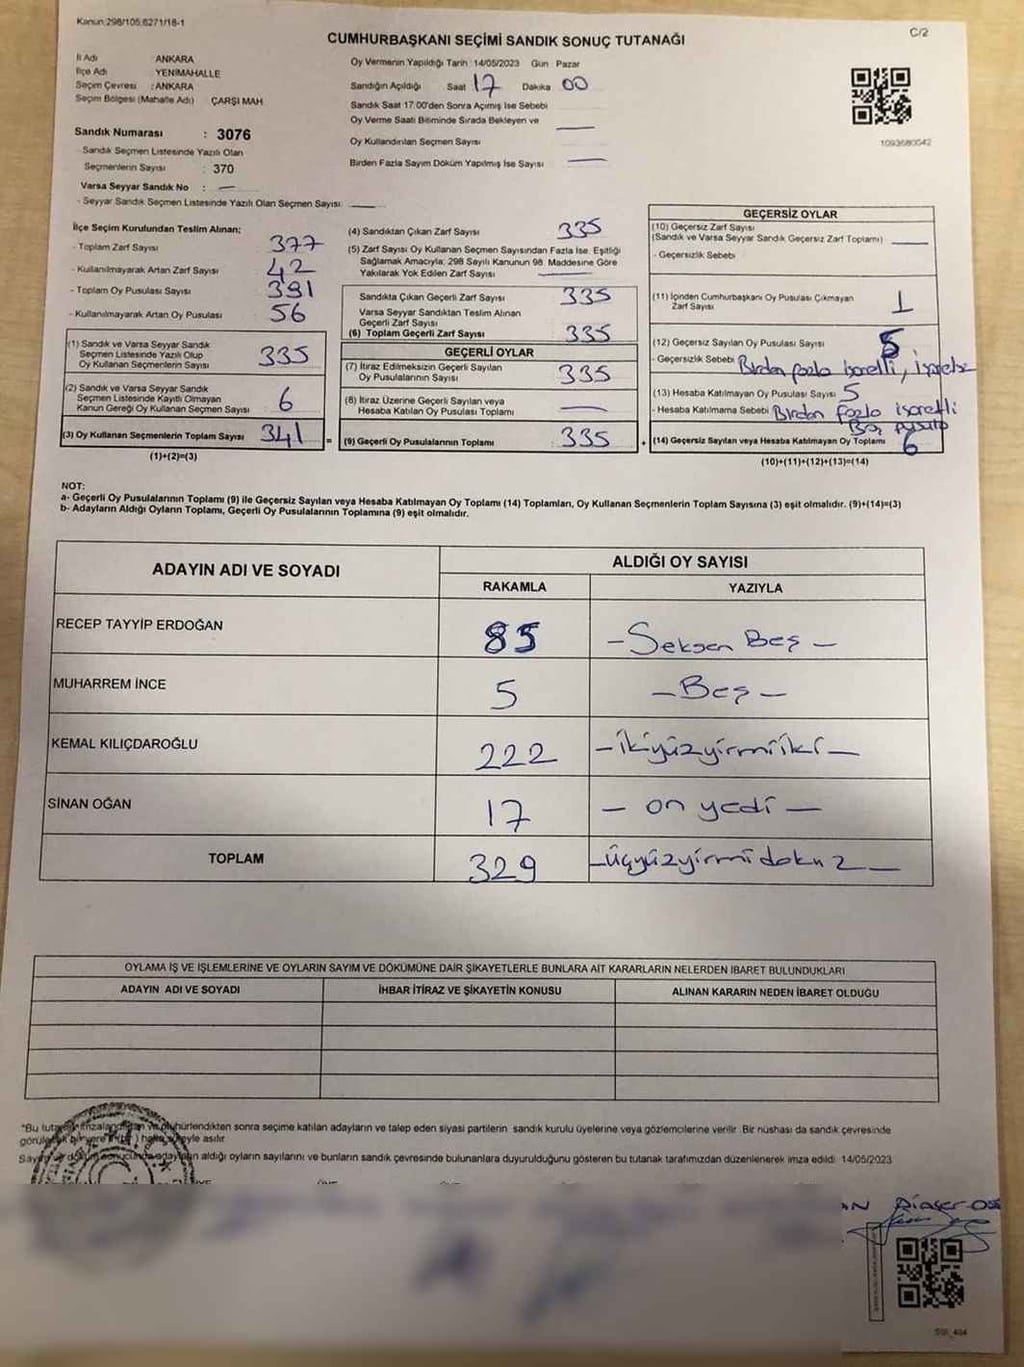 Kanun:298/105,6271/18-1
C/2
CUMHURBAŞKANI SEÇİMİ SANDIK SONUÇ TUTANAĞI
İl Adı ANKARA
İlçe Adı YENİMAHALLE
Seçim Çevresi : ANKARA
Seçim Bölgesi (Mahalle Adı) ÇARŞI MAH
Sandık Numarası : 3076
Sandık Seçmen Listesinde Yazılı Olan
Seçmenlerin Sayısı : 370
Varsa Seyyar Sandık No : —
- Seyyar Sandık Seçmen Listesinde Yazılı Olan Seçmen Sayısı: —
Oy Vermenin Yapıldığı Tarih :14/05/2023 Gün Pazar
Sandığın Açıldığı Saat 17 Dakika 00
Sandık Saat 17.00'den Sonra Açımış İse Sebebi
Oy Verme Saati Bitiminde Sırada Bekleyen ve
Oy Kullandırılan Seçmen Sayısı —
Birden Fazla Sayım Döküm Yapılmış İse Sayısı —
1093680042
İlçe Seçim Kurulundan Teslim Alınan;
- Toplam Zarf Sayısı 377
- Kullanılmayarak Artan Zarf Sayısı 42
- Toplam Oy Pusulası Sayısı 391
- Kullanılmayarak Artan Oy Pusulası 56
(1) Sandık ve Varsa Seyyar Sandık
Seçmen Listesinde Yazılı Olup
Oy Kullanan Seçmenlerin Sayısı 335
(2) Sandık ve Varsa Seyyar Sandık
Seçmen Listesinde Kayıtlı Olmayan
Kanun Gereği Oy Kullanan Seçmen Sayısı 6
(3) Oy Kullanan Seçmenlerin Toplam Sayısı 341 =
(1)+(2)=(3)
(4) Sandıktan Çıkan Zarf Sayısı 335
(5) Zarf Sayısı Oy Kullanan Seçmen Sayısından Fazla İse, Eşitliği
Sağlamak Amacıyla; 298 Sayılı Kanunun 98. Maddesine Göre
Yakılarak Yok Edilen Zarf Sayısı —
Sandıkta Çıkan Geçerli Zarf Sayısı 335
Varsa Seyyar Sandıktan Teslim Alınan
Geçerli Zarf Sayısı
(6) Toplam Geçerli Zarf Sayısı 335
GEÇERLİ OYLAR
(7) İtiraz Edilmeksizin Geçerli Sayılan
Oy Pusulalarının Sayısı 335
(8) İtiraz Üzerine Geçerli Sayılan veya
Hesaba Katılan Oy Pusulası Toplamı —
(9) Geçerli Oy Pusulalarının Toplamı 335 +
GEÇERSİZ OYLAR
(10) Geçersiz Zarf Sayısı
(Sandık ve Varsa Seyyar Sandık Geçersiz Zarf Toplamı) —
- Geçersizlik Sebebi
(11) İçinden Cumhurbaşkanı Oy Pusulası Çıkmayan
Zarf Sayısı 1
(12) Geçersiz Sayılan Oy Pusulası Sayısı 5
- Geçersizlik Sebebi Birden fazla işaretli,
(13) Hesaba Katılmayan Oy Pusulası Sayısı 5
- Hesaba Katılmama Sebebi Birden fazla işaretli
Boş pusula
(14) Geçersiz Sayılan veya Hesaba Katılmayan Oy Toplamı 6
(10)+(11)+(12)+(13)=(14)
NOT:
a- Geçerli Oy Pusulalarının Toplamı (9) ile Geçersiz Sayılan veya Hesaba Katılmayan Oy Toplamı (14) Toplamları, Oy Kullanan Seçmenlerin Toplam Sayısına (3) eşit olmalıdır. (9)+(14)=(3)
b- Adayların Aldığı Oyların Toplamı, Geçerli Oy Pusulalarının Toplamına (9) eşit olmalıdır.
ADAYIN ADI VE SOYADI
ALDIĞI OY SAYISI
RAKAMLA YAZIYLA
RECEP TAYYİP ERDOĞAN 85 - Seksen Beş -
MUHARREM İNCE 5 - Beş -
KEMAL KILIÇDAROĞLU 222 - ikiyüzyirmiiki -
SİNAN OĞAN 17 - on yedi -
TOPLAM 329 - üçyüzyirmidokuz -
OYLAMA İŞ VE İŞLEMLERİNE VE OYLARIN SAYIM VE DÖKÜMÜNE DAİR ŞİKAYETLERLE BUNLARA AİT KARARLARIN NELERDEN İBARET BULUNDUKLARI
ADAYIN ADI VE SOYADI İHBAR İTİRAZ VE ŞİKAYETİN KONUSU ALINAN KARARIN NEDEN İBARET OLDUĞU
"Bu sonra seçime katılan adayların ve talep eden siyasi partilerin sandık kurulu üyelerine veya gözlemcilerine verilir. Bir nüshası da sandık çevresinde
asılır
aldığı oyların sayılarını ve bunların sandık çevresinde bulunanlara duyurulduğunu gösteren bu tutanak tarafımızdan düzenlenerek imza edildi. 14/05/2023